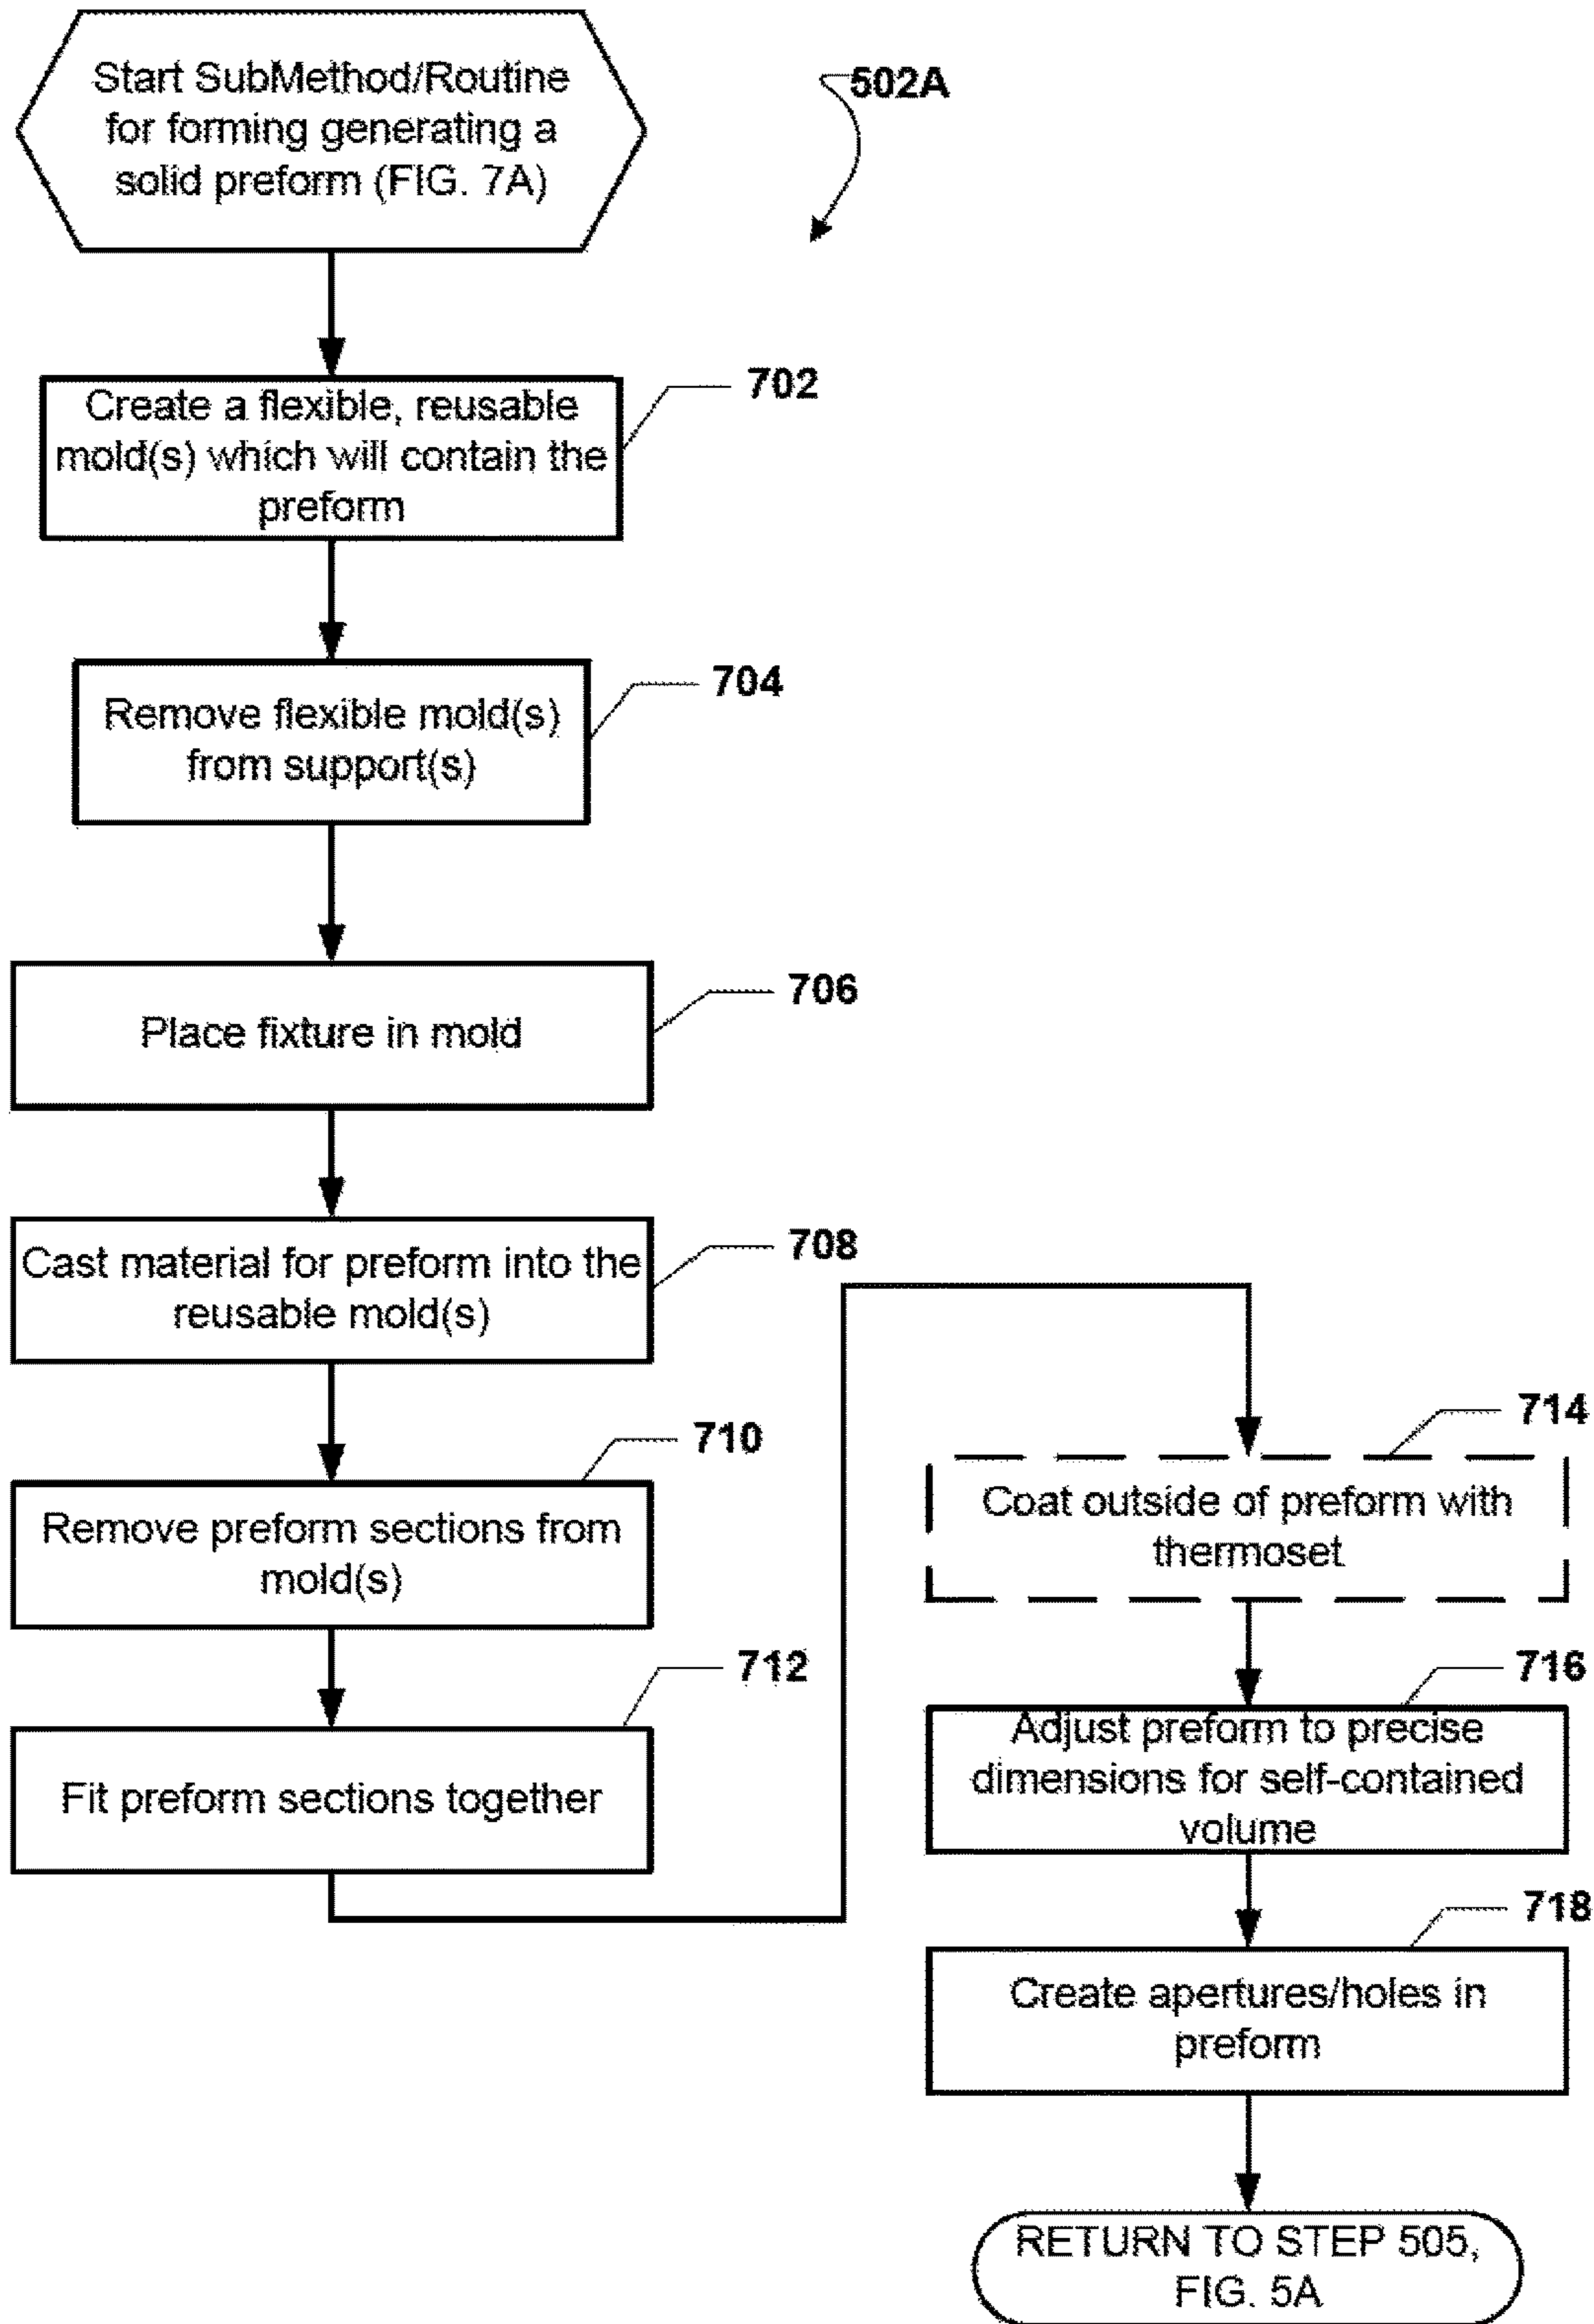 Start SubMethod/Routine
for forming generating a
solid preform (FIG. 7A)
502A
702
Create a flexible, reusable
mold(s) which will contain the
preform
704
Remove flexible mold(s)
from support(s)
706
Place fixture in mold
708
Cast material for preform into the
reusable mold(s)
710
Remove preform sections from
mold(s)
712
Fit preform sections together
714
Coat outside of preform with
thermoset
716
Adjust preform to precise
dimensions for self-contained
volume
718
Create apertures/holes in
preform
RETURN TO STEP 505,
FIG. 5A